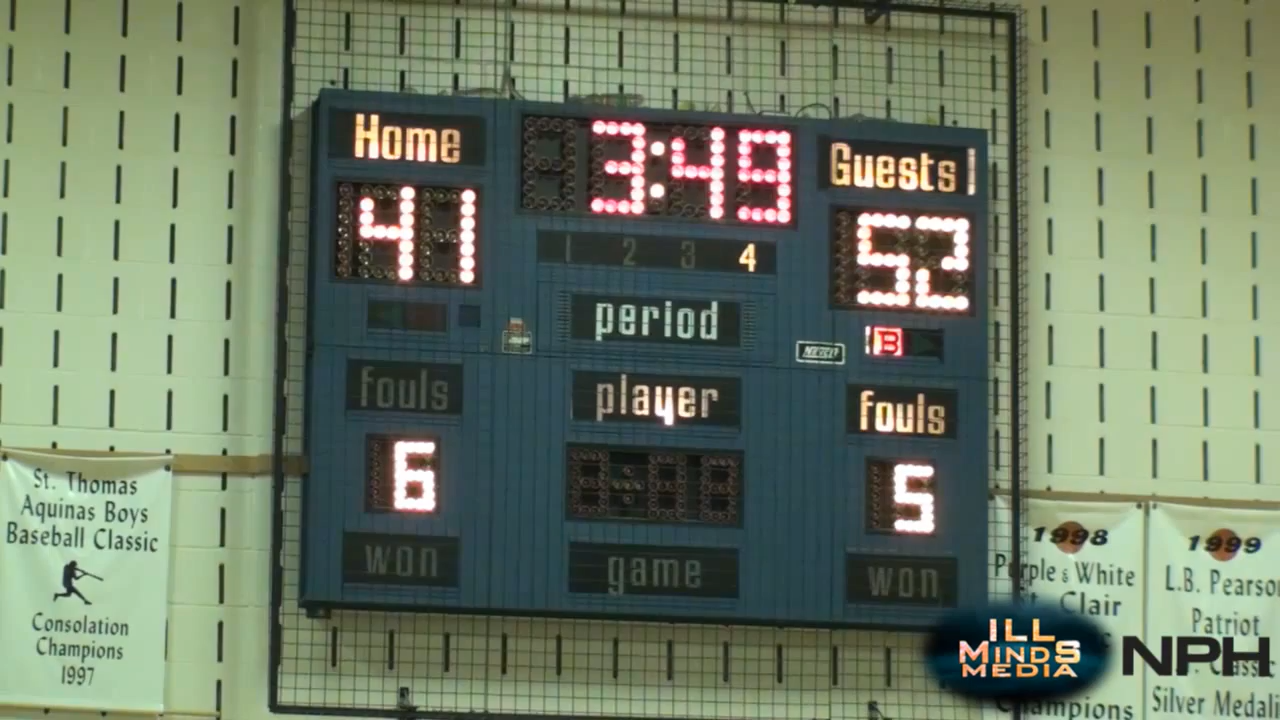 Home
3:49
Guests
41
1 2 3 4
52
period
B
fouls
player
fouls
6
5
won
game
won
St. Thomas
Aquinas Boys
Baseball Classic
Consolation
Champions
1997
1998
Purple & White
Clair
Champions
1999
L.B. Pearson
Patriot
Classic
Silver Medal
ILL
MINDS
MEDIA
NPH